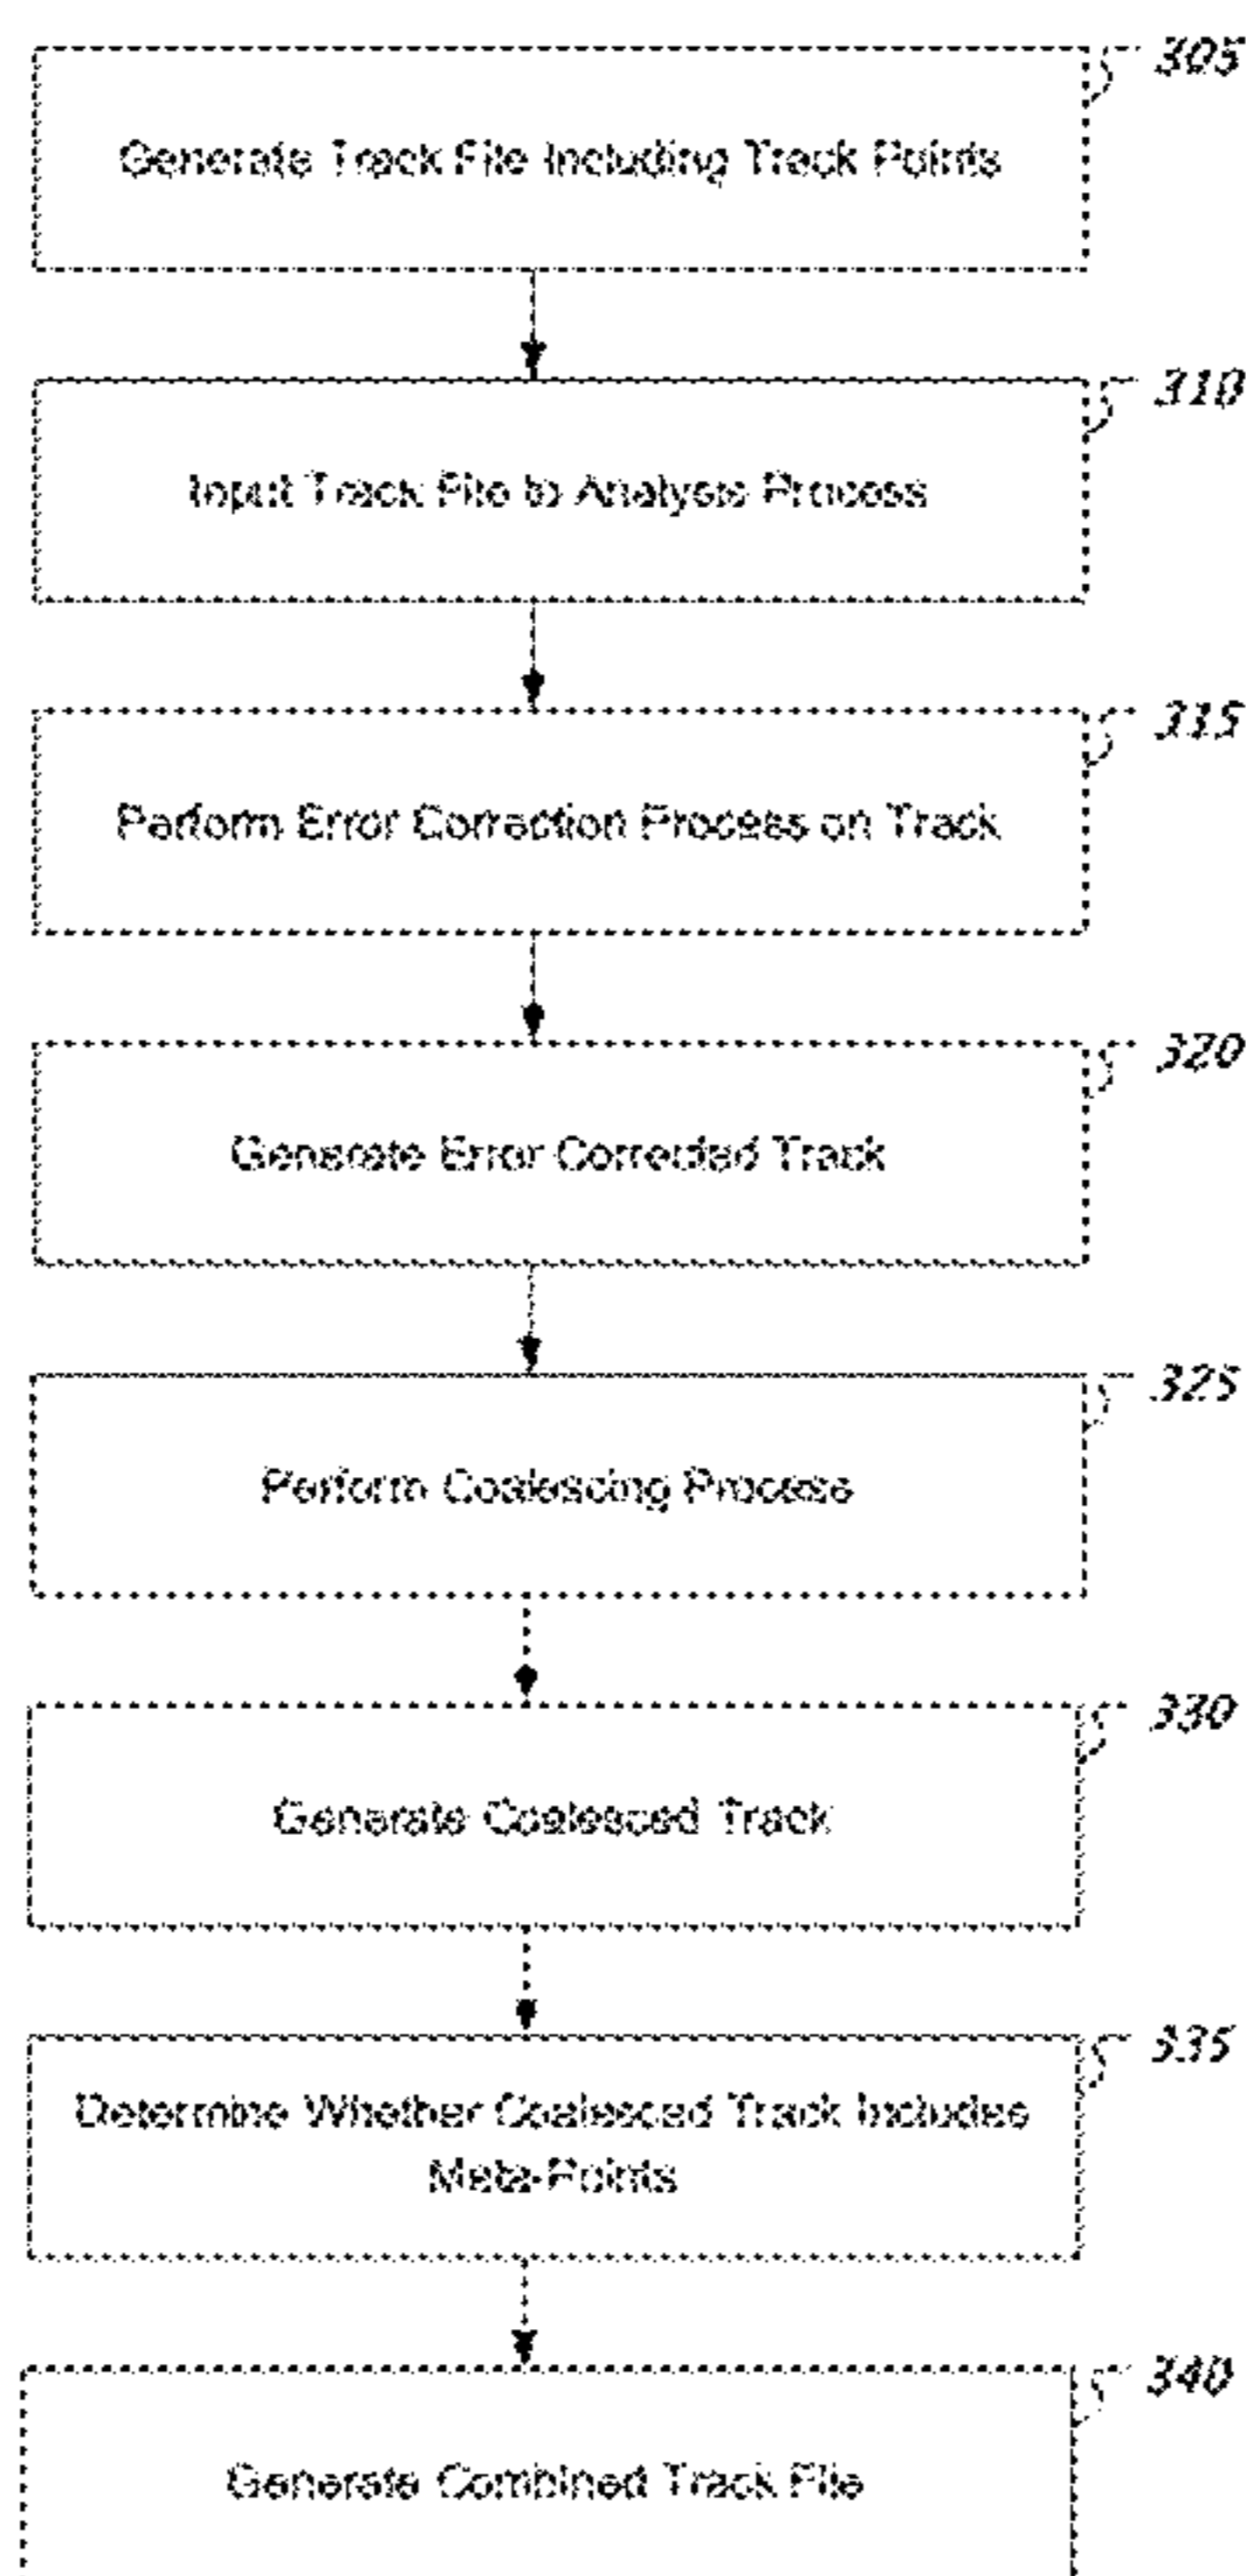 305
Generate Track File Including Track Points
310
Input Track File to Analysis Process
315
Perform Error Correction Process on Track
320
Generate Error Corrected Track
325
Perform Coalescing Process
330
Generate Coalesced Track
335
Determine Whether Coalesced Track Includes
Meta-Points
340
Generate Combined Track File